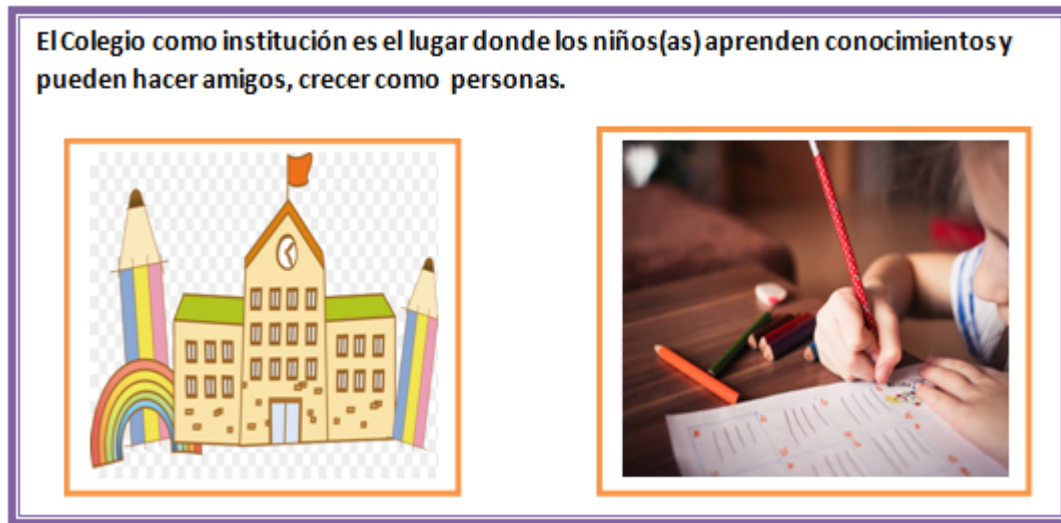 El Colegio como institución es el lugar donde los niños(as) aprenden conocimientos y
pueden hacer amigos, crecer como personas.